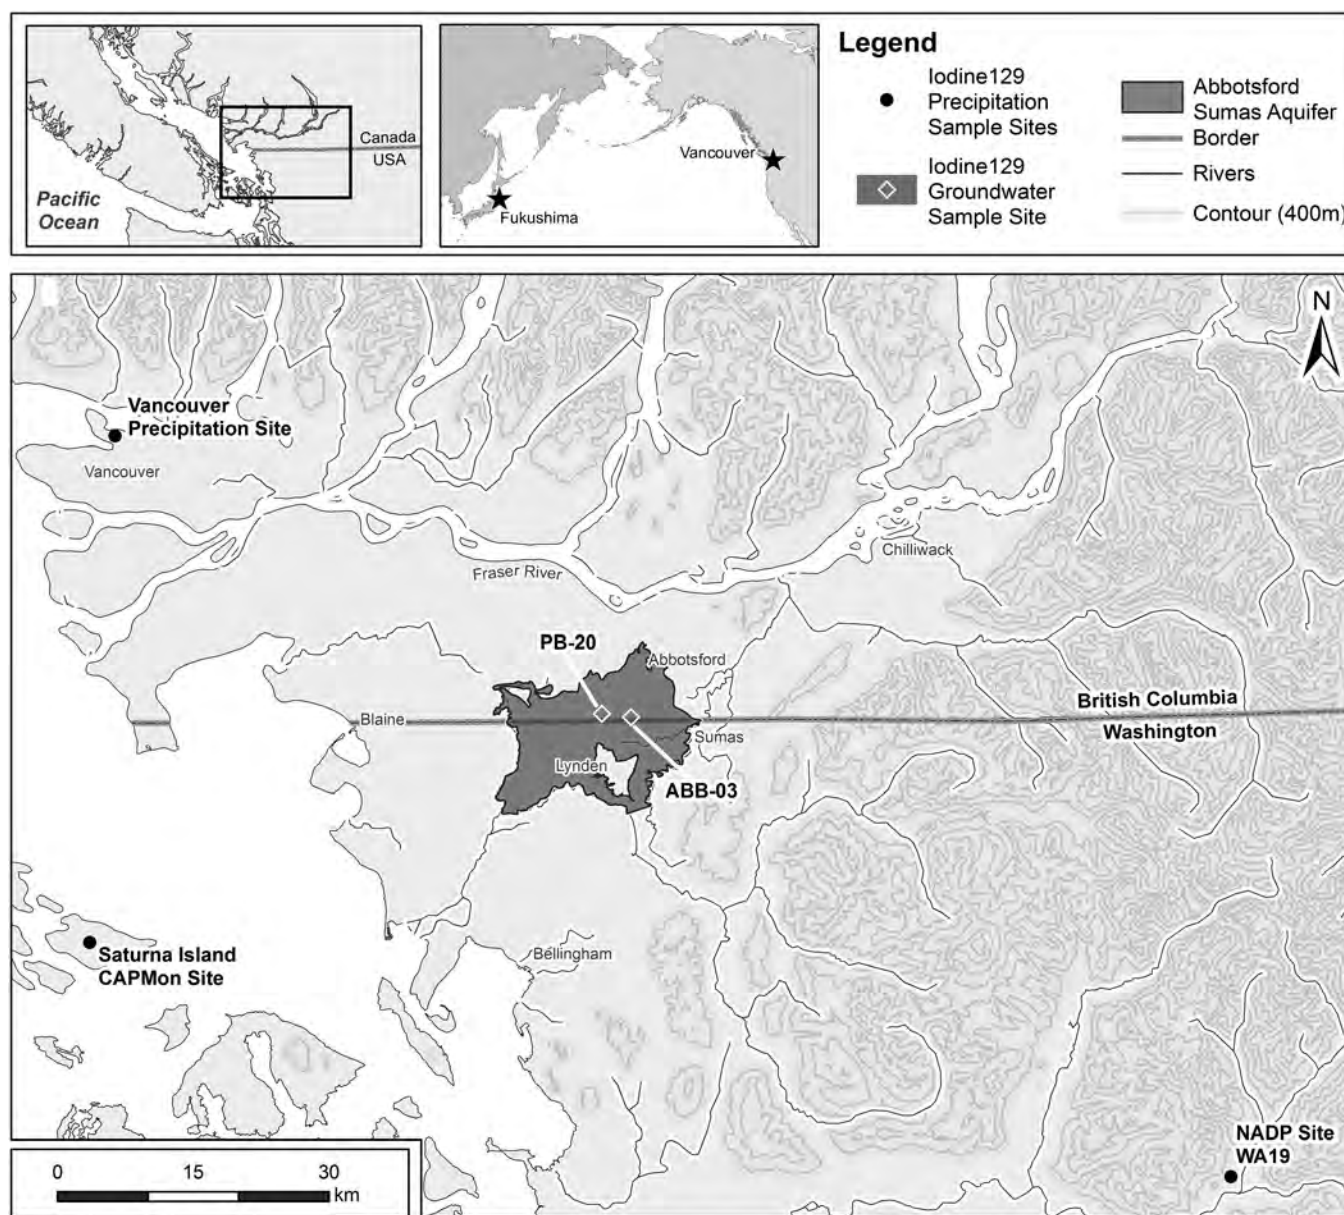 Canada
USA
Pacific
Ocean
Vancouver
Fukushima
Legend
Iodine129
Precipitation
Sample Sites
Iodine129
Groundwater
Sample Site
Abbotsford
Sumas Aquifer
Border
Rivers
Contour (400m)
N
Vancouver
Precipitation Site
Vancouver
Chilliwack
Fraser River
PB-20
Abbotsford
British Columbia
Blaine
Washington
Sumas
Lynden
ABB-03
Saturna Island
CAPMon Site
Bellingham
NADP Site
WA19
0 15 30
km